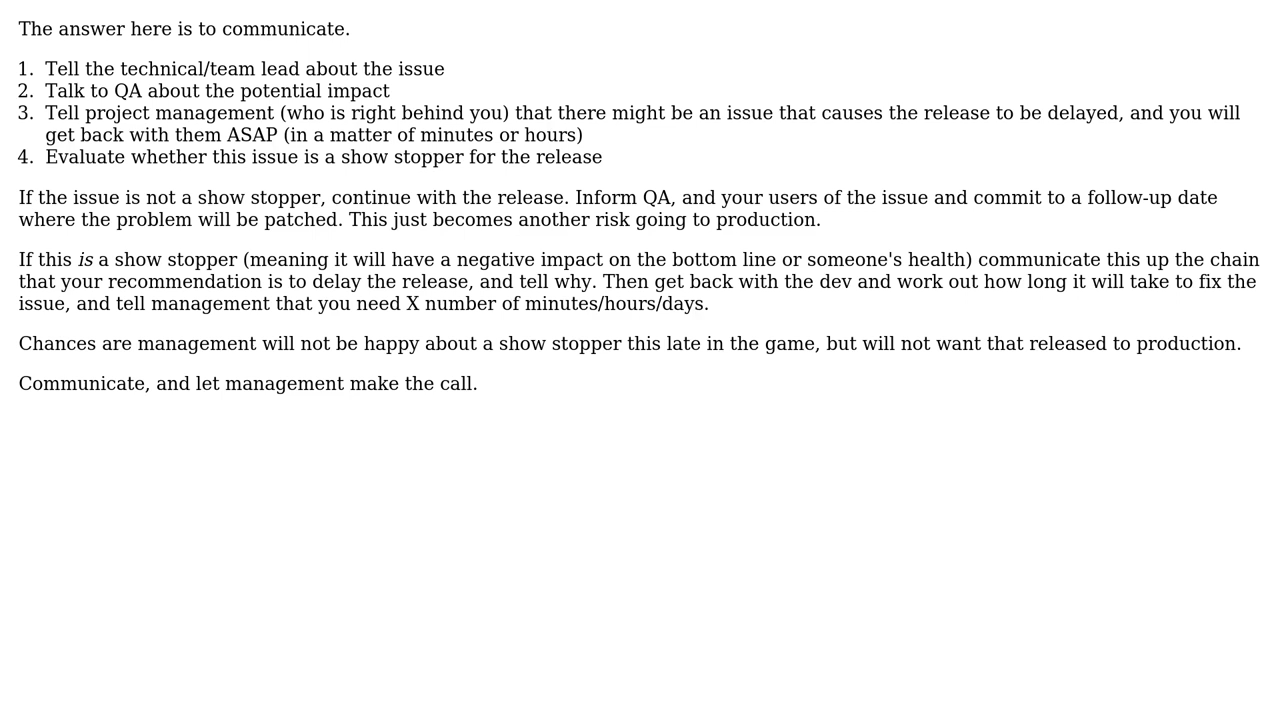 The answer here is to communicate.
1. Tell the technical/team lead about the issue
2. Talk to QA about the potential impact
3. Tell project management (who is right behind you) that there might be an issue that causes the release to be delayed, and you will
get back with them ASAP (in a matter of minutes or hours)
4. Evaluate whether this issue is a show stopper for the release
If the issue is not a show stopper, continue with the release. Inform QA, and your users of the issue and commit to a follow-up date
where the problem will be patched. This just becomes another risk going to production.
If this is a show stopper (meaning it will have a negative impact on the bottom line or someone's health) communicate this up the chain
that your recommendation is to delay the release, and tell why. Then get back with the dev and work out how long it will take to fix the
issue, and tell management that you need X number of minutes/hours/days.
Chances are management will not be happy about a show stopper this late in the game, but will not want that released to production.
Communicate, and let management make the call.